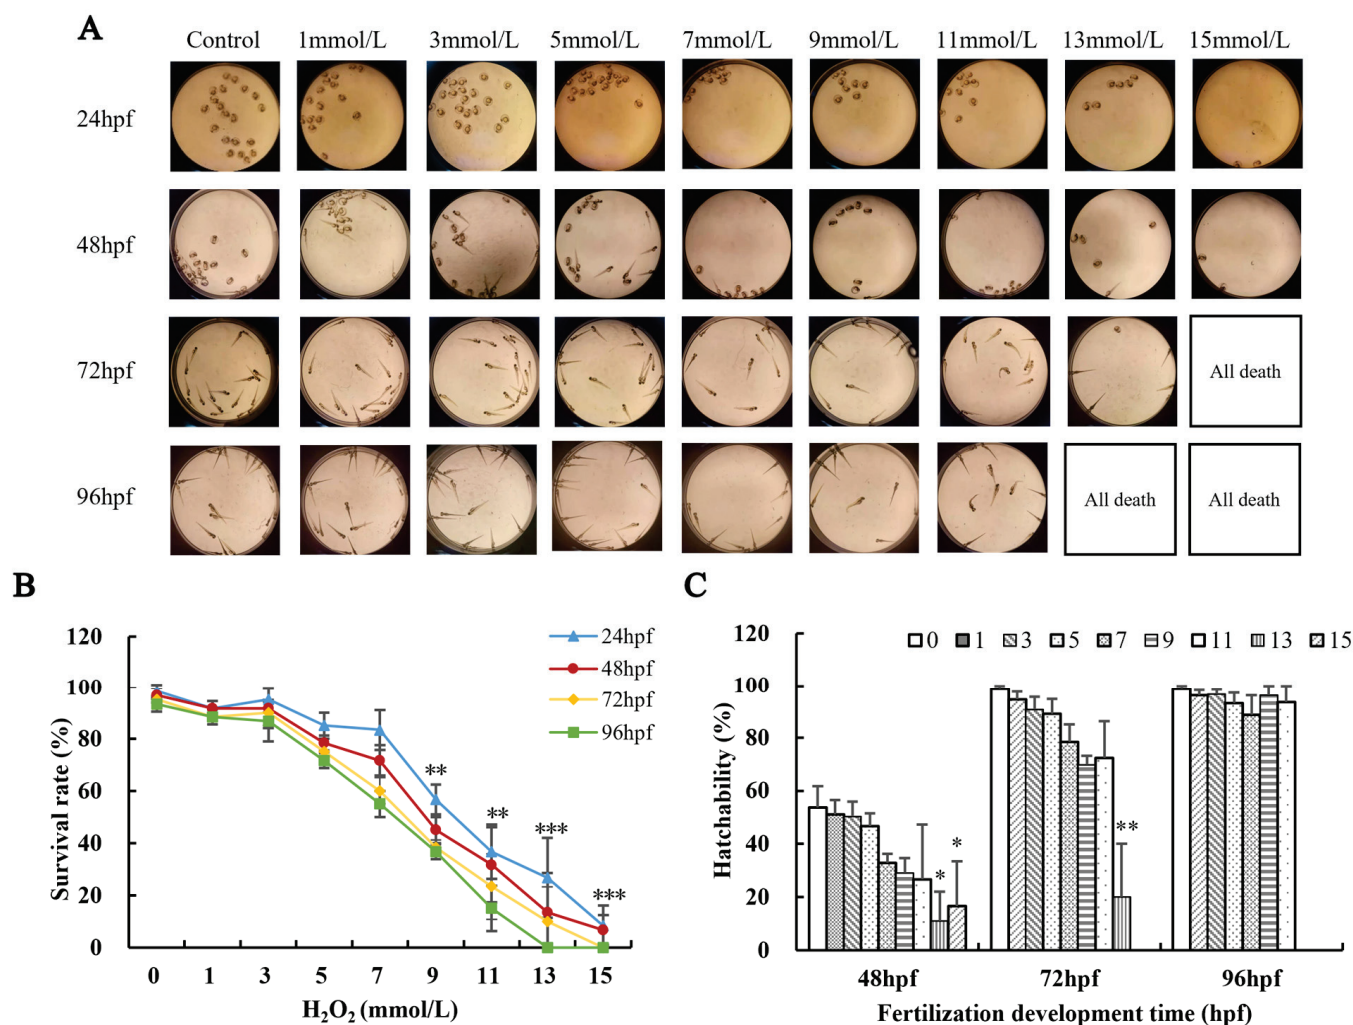 A
Control 1mmol/L 3mmol/L 5mmol/L 7mmol/L 9mmol/L 11mmol/L 13mmol/L 15mmol/L
24hpf
48hpf
72hpf All death
96hpf All death All death
B
120
100
80
60
40
20
0
Survival rate (%)
24hpf
48hpf
72hpf
96hpf
**
**
***
***
0 1 3 5 7 9 11 13 15
H₂O₂ (mmol/L)
C
120
100
80
60
40
20
0
Hatchability (%)
0 1 3 5 7 9 11 13 15
*
*
**
48hpf 72hpf 96hpf
Fertilization development time (hpf)